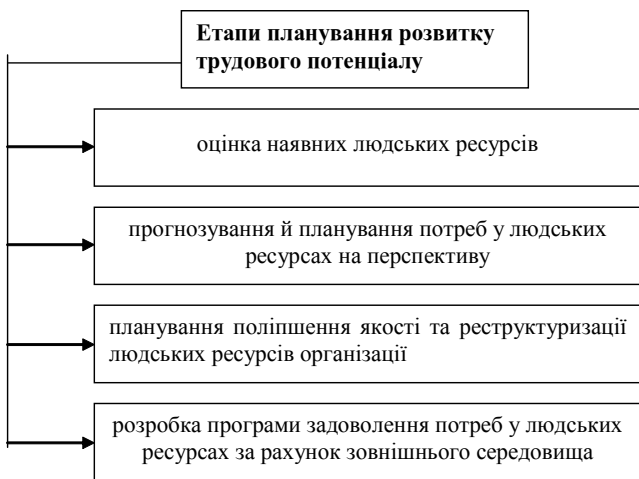 Етапи планування розвитку
трудового потенціалу
оцінка наявних людських ресурсів
прогнозування й планування потреб у людських
ресурсах на перспективу
планування поліпшення якості та реструктуризації
людських ресурсів організації
розробка програми задоволення потреб у людських
ресурсах за рахунок зовнішнього середовища